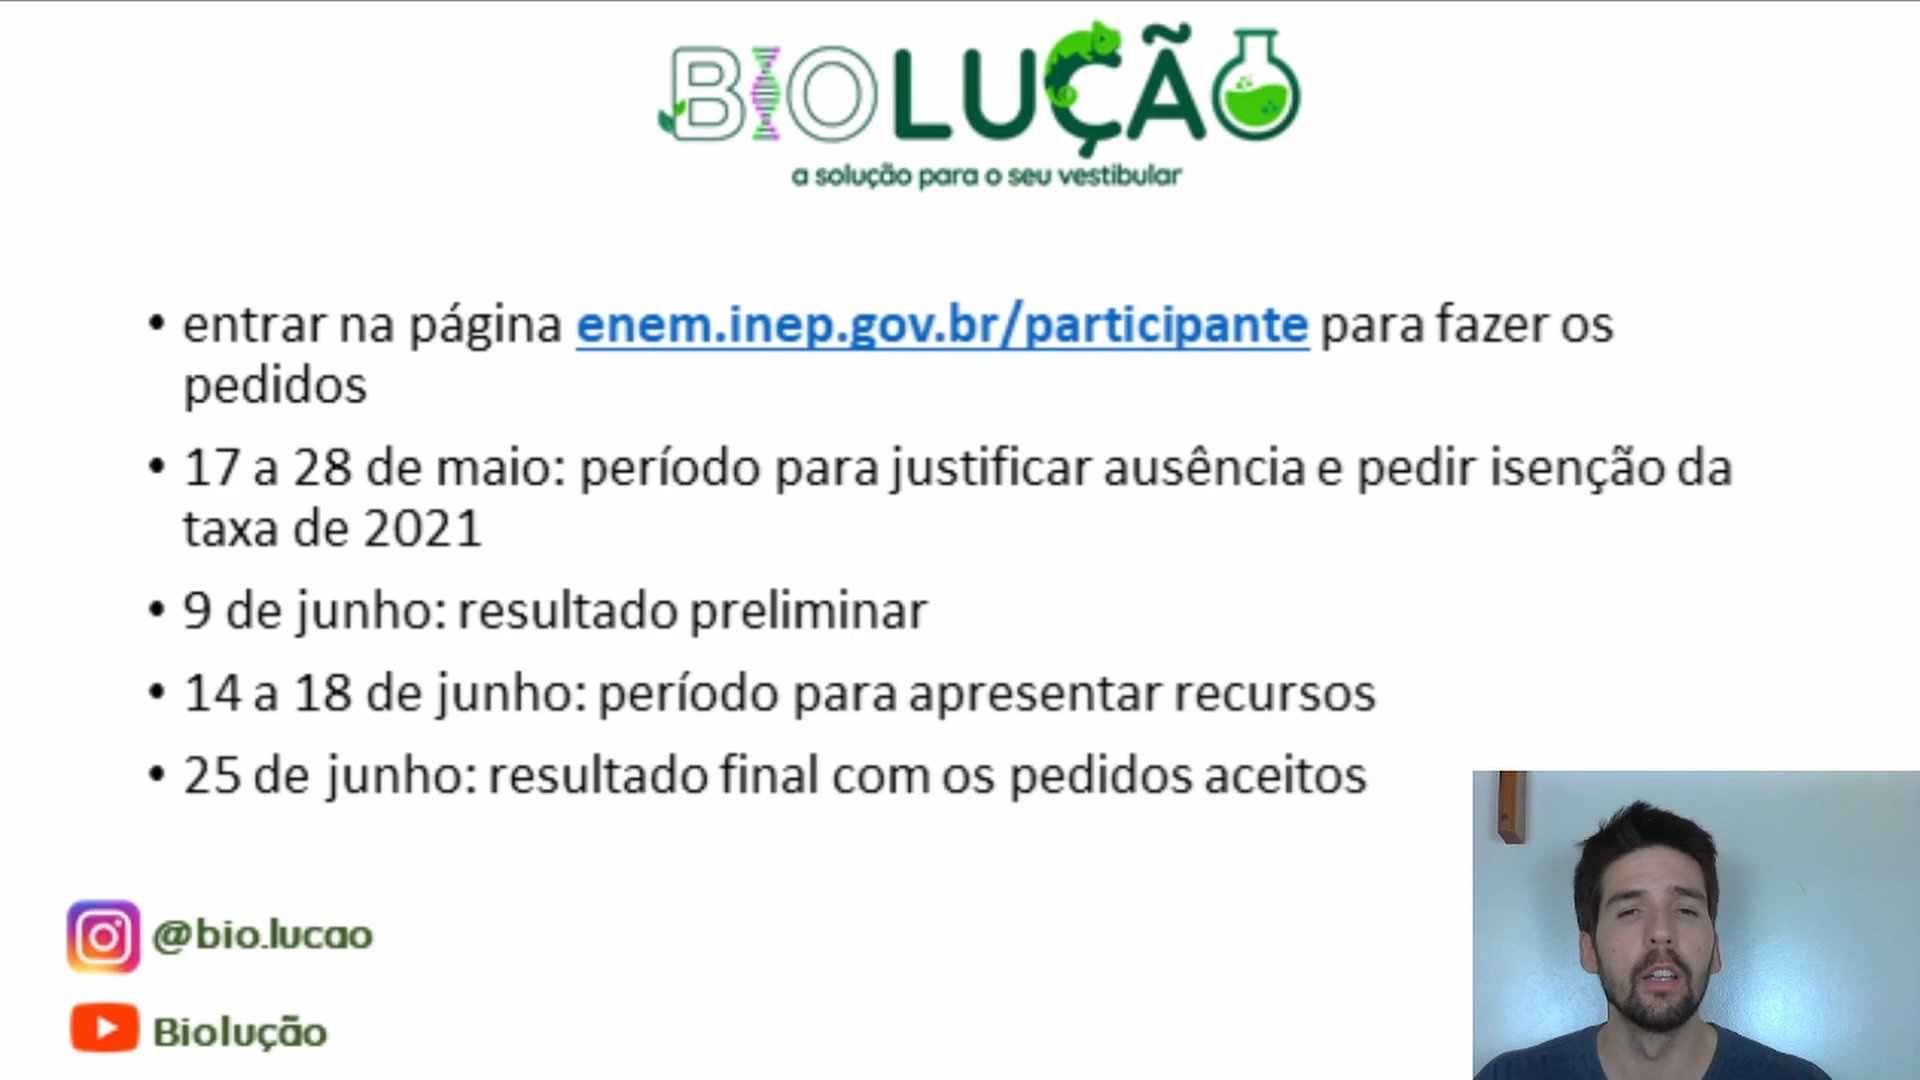 BIOLUÇÃO
a solução para o seu vestibular
• entrar na página enem.inep.gov.br/participante para fazer os
pedidos
• 17 a 28 de maio: período para justificar ausência e pedir isenção da
taxa de 2021
• 9 de junho: resultado preliminar
• 14 a 18 de junho: período para apresentar recursos
• 25 de junho: resultado final com os pedidos aceitos
@bio.lucao
Biolução